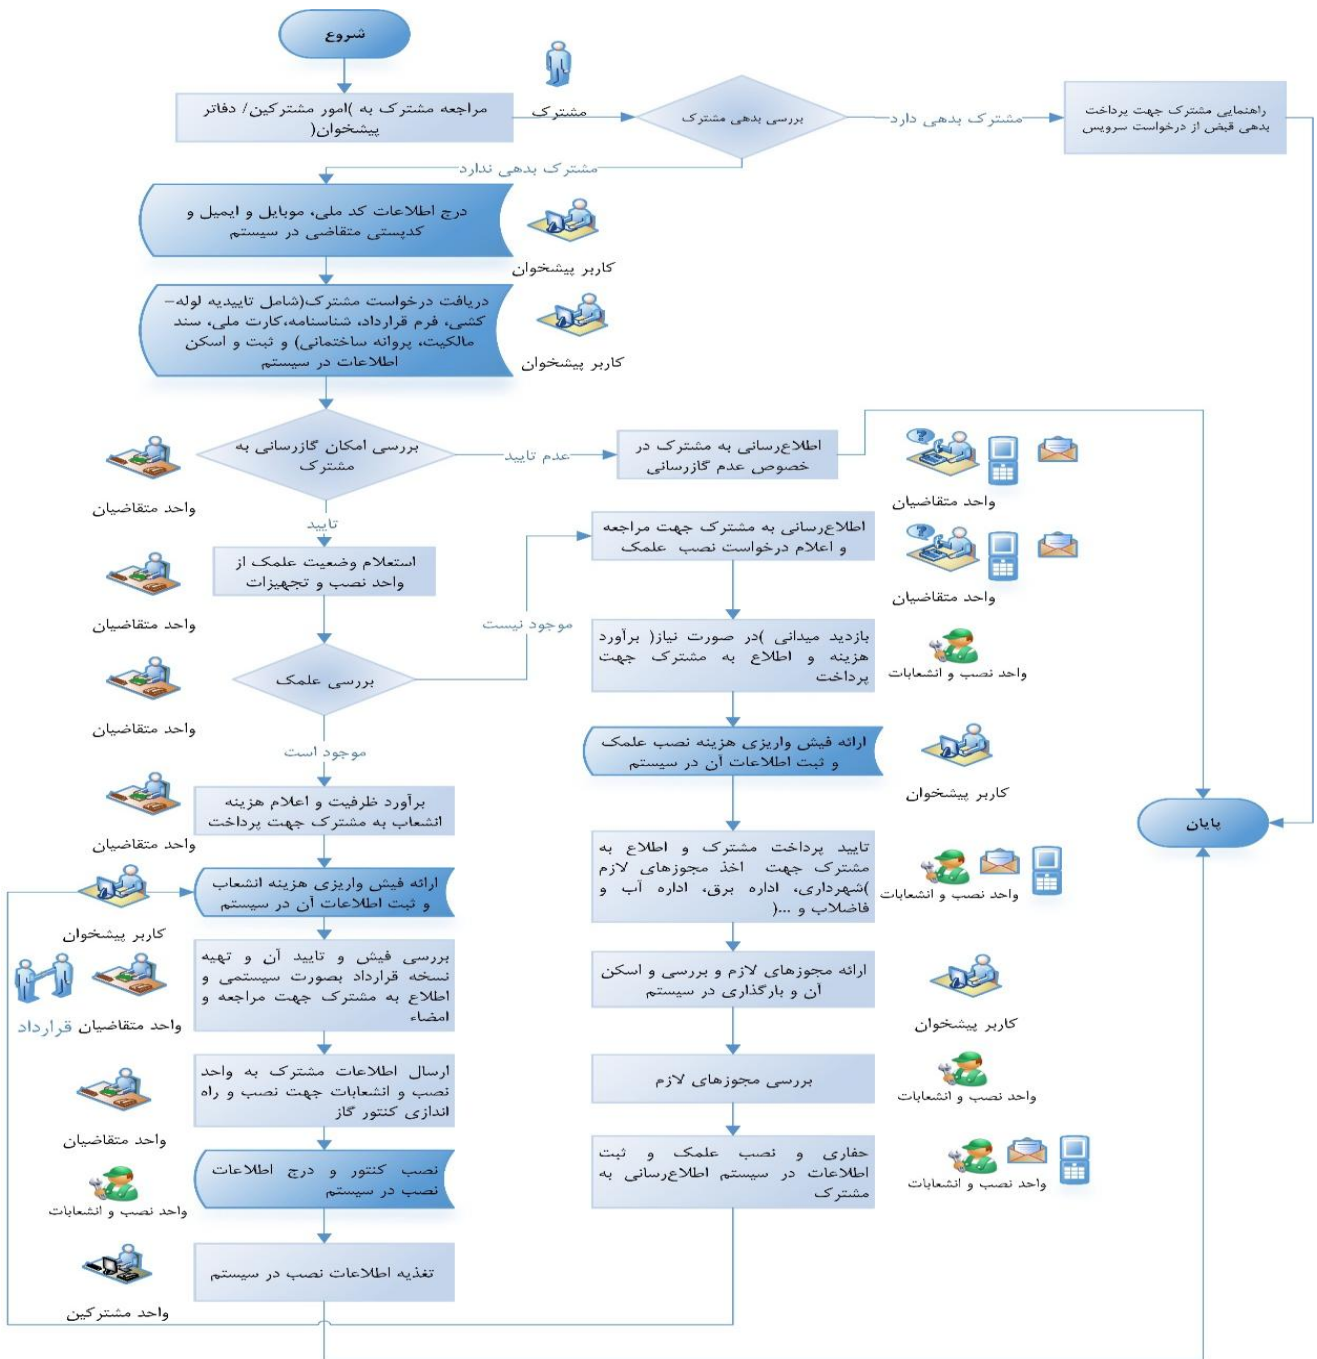 شروع
مراجعه مشترک به )امور مشترکین/ دفاتر
پیشخوان(
مشترک
بررسی بدهی مشترک
مشترک بدهی دارد
راهنمایی مشترک جهت پرداخت
بدهی قبض از درخواست سرویس
مشترک بدهی ندارد
درج اطلاعات کد ملی، موبایل و ایمیل و
کدپستی متقاضی در سیستم
کاربر پیشخوان
دریافت درخواست مشترک(شامل تاییدیه لوله-
کشی، فرم قرارداد، شناسنامه،کارت ملی، سند
مالکیت، پروانه ساختمانی) و ثبت و اسکن
اطلاعات در سیستم
کاربر پیشخوان
بررسی امکان گازرسانی به
مشترک
واحد متقاضیان
عدم تایید
اطلاع‌رسانی به مشترک در
خصوص عدم گازرسانی
واحد متقاضیان
تایید
استعلام وضعیت علمک از
واحد نصب و تجهیزات
واحد متقاضیان
اطلاع‌رسانی به مشترک جهت مراجعه
و اعلام درخواست نصب علمک
واحد متقاضیان
موجود نیست
بررسی علمک
واحد متقاضیان
بازدید میدانی )در صورت نیاز( برآورد
هزینه و اطلاع به مشترک جهت
پرداخت
واحد نصب و انشعابات
موجود است
ارائه فیش واریزی هزینه نصب علمک
و ثبت اطلاعات آن در سیستم
کاربر پیشخوان
برآورد ظرفیت و اعلام هزینه
انشعاب به مشترک جهت پرداخت
واحد متقاضیان
پایان
تایید پرداخت مشترک و اطلاع به
مشترک جهت اخذ مجوزهای لازم
)شهرداری، اداره برق، اداره آب و
فاضلاب و ...(
واحد نصب و انشعابات
ارائه فیش واریزی هزینه انشعاب
و ثبت اطلاعات آن در سیستم
کاربر پیشخوان
بررسی فیش و تایید آن و تهیه
نسخه قرارداد بصورت سیستمی و
اطلاع به مشترک جهت مراجعه و
امضاء
واحد متقاضیان
قرارداد
ارائه مجوزهای لازم و بررسی و اسکن
آن و بارگذاری در سیستم
کاربر پیشخوان
ارسال اطلاعات مشترک به واحد
نصب و انشعابات جهت نصب و راه
اندازی کنتور گاز
واحد متقاضیان
بررسی مجوزهای لازم
واحد نصب و انشعابات
نصب کنتور و درج اطلاعات
نصب در سیستم
واحد نصب و انشعابات
حفاری و نصب علمک و ثبت
اطلاعات در سیستم اطلاع‌رسانی به
مشترک
واحد نصب و انشعابات
تغذیه اطلاعات نصب در سیستم
واحد مشترکین